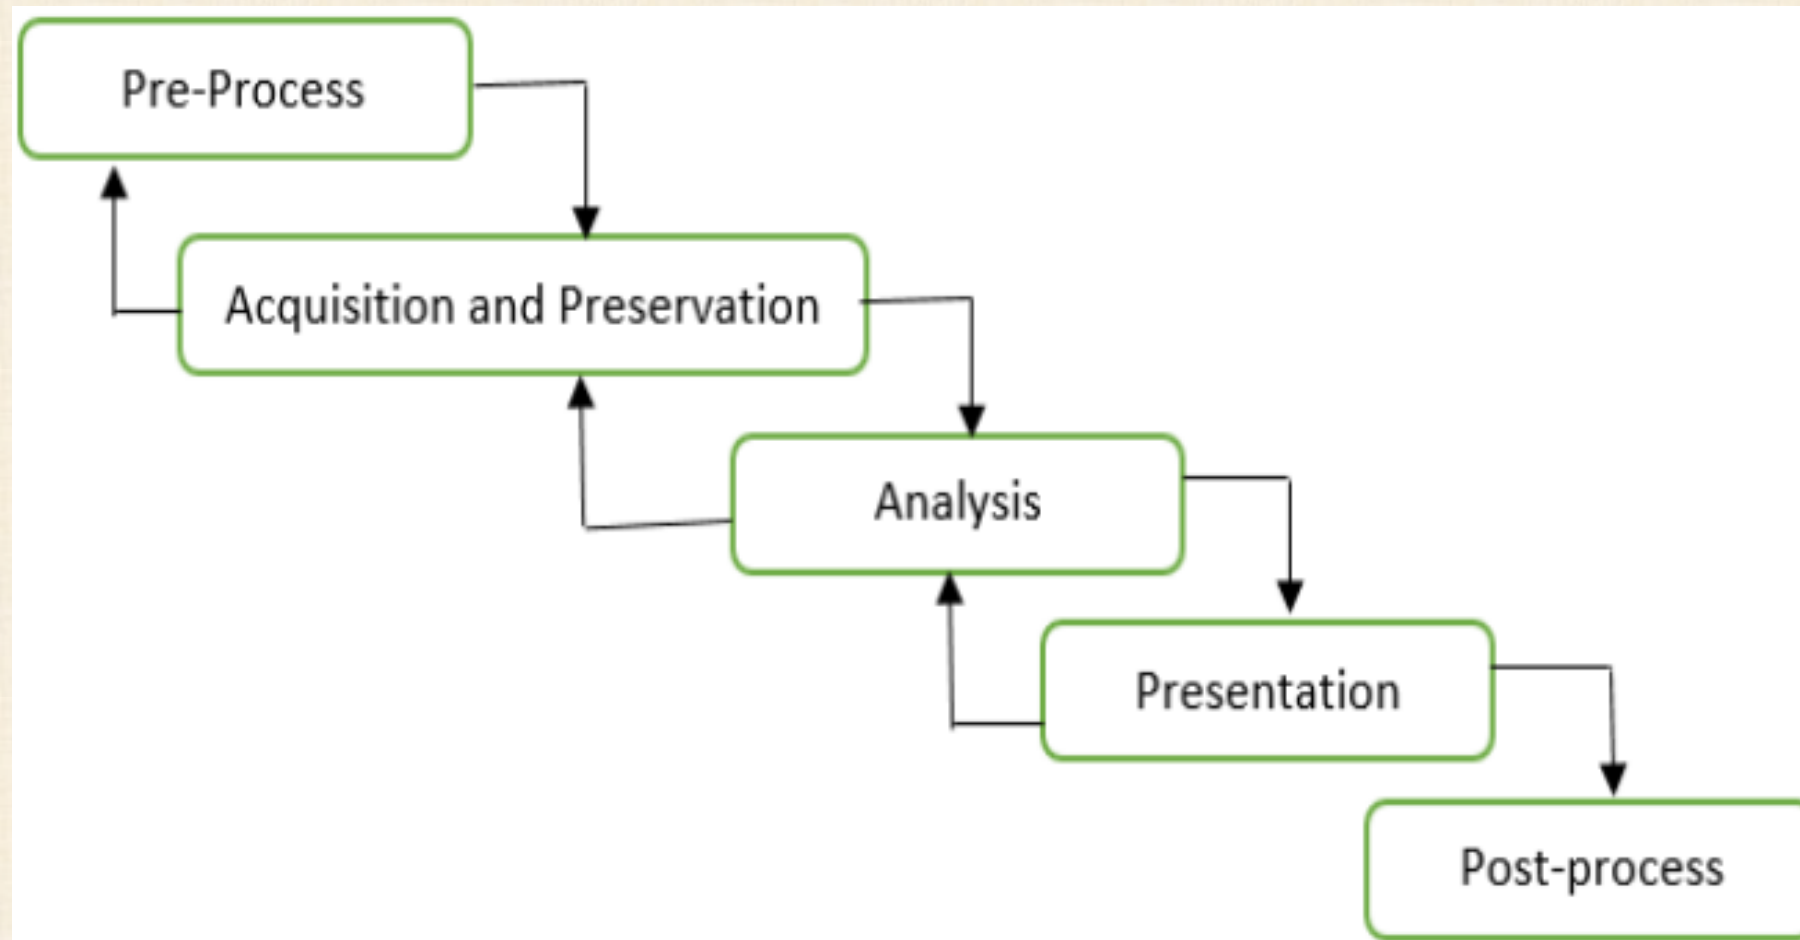 Pre-Process
Acquisition and Preservation
Analysis
Presentation
Post-process